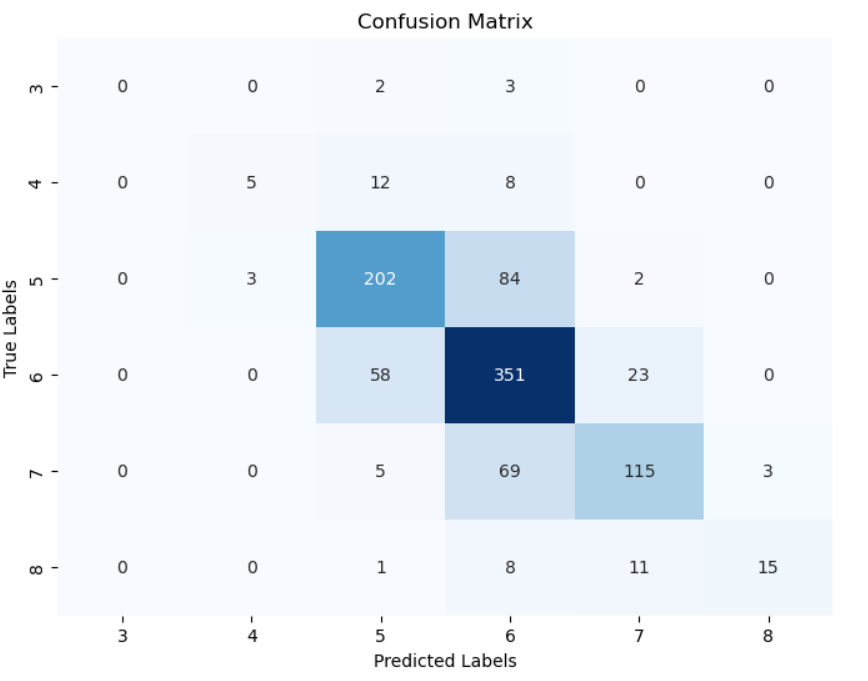 Confusion Matrix
3 0 0 2 3 0 0
4 0 5 12 8 0 0
5 0 3 202 84 2 0
6 0 0 58 351 23 0
7 0 0 5 69 115 3
8 0 0 1 8 11 15
True Labels
3 4 5 6 7 8
Predicted Labels